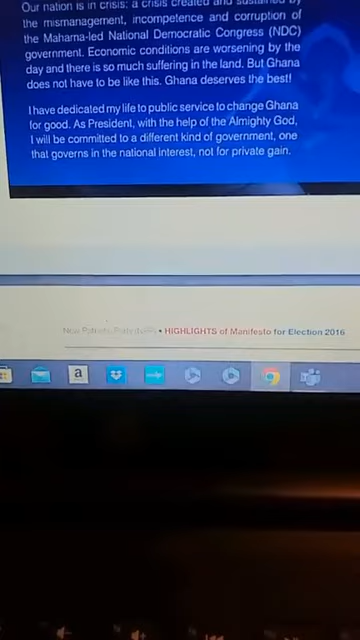 Our nation is in crisis; a crisis created and sustained by
the mismanagement, incompetence and corruption of
the Mahama-led National Democratic Congress (NDC)
government. Economic conditions are worsening by the
day and there is so much suffering in the land. But Ghana
does not have to be like this. Ghana deserves the best!
I have dedicated my life to public service to change Ghana
for good. As President, with the help of the Almighty God,
I will be committed to a different kind of government, one
that governs in the national interest, not for private gain.
New Patriotic • HIGHLIGHTS of Manifesto for Election 2016
a